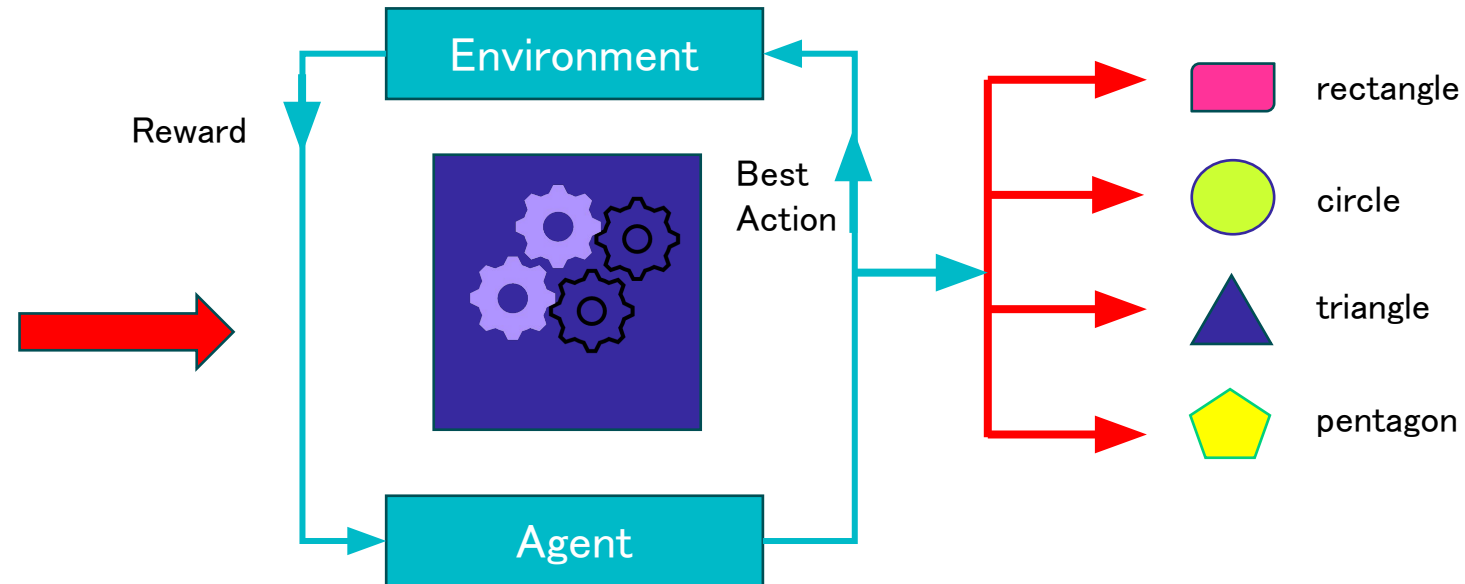 Environment
Reward
Best
Action
Agent
rectangle
circle
triangle
pentagon